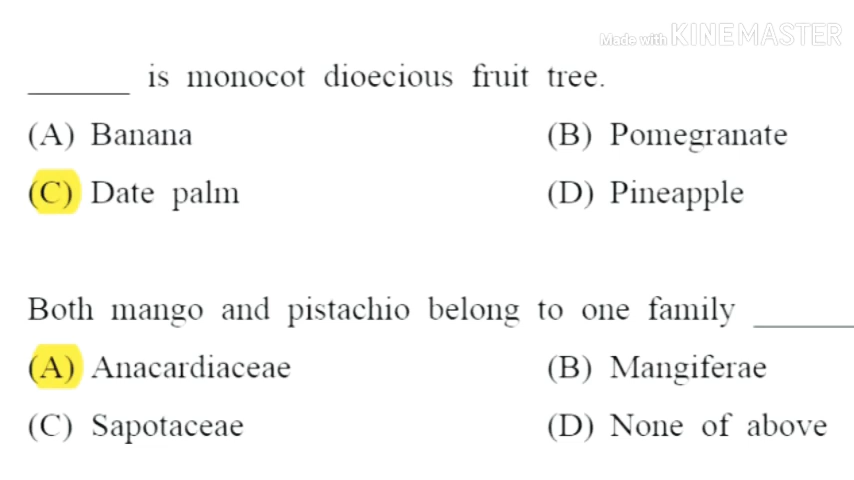 Made with KINEMASTER
______ is monocot dioecious fruit tree.
(A) Banana (B) Pomegranate
(C) Date palm (D) Pineapple
Both mango and pistachio belong to one family ______
(A) Anacardiaceae (B) Mangiferae
(C) Sapotaceae (D) None of above